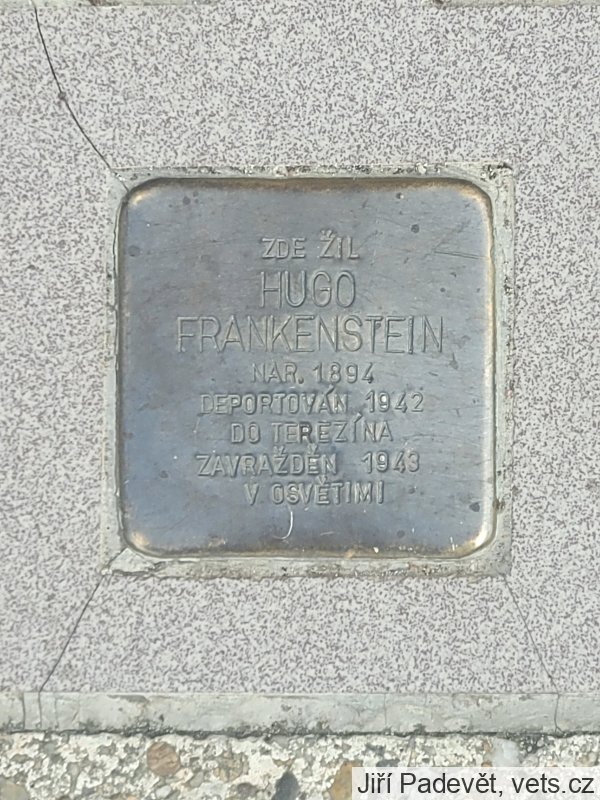 ZDE ŽIL
HUGO
FRANKENSTEIN
NAR. 1894
DEPORTOVÁN 1942
DO TEREZÍNA
ZAVRAŽDĚN 1943
V OSVĚTIMI
Jiří Padevět, vets.cz